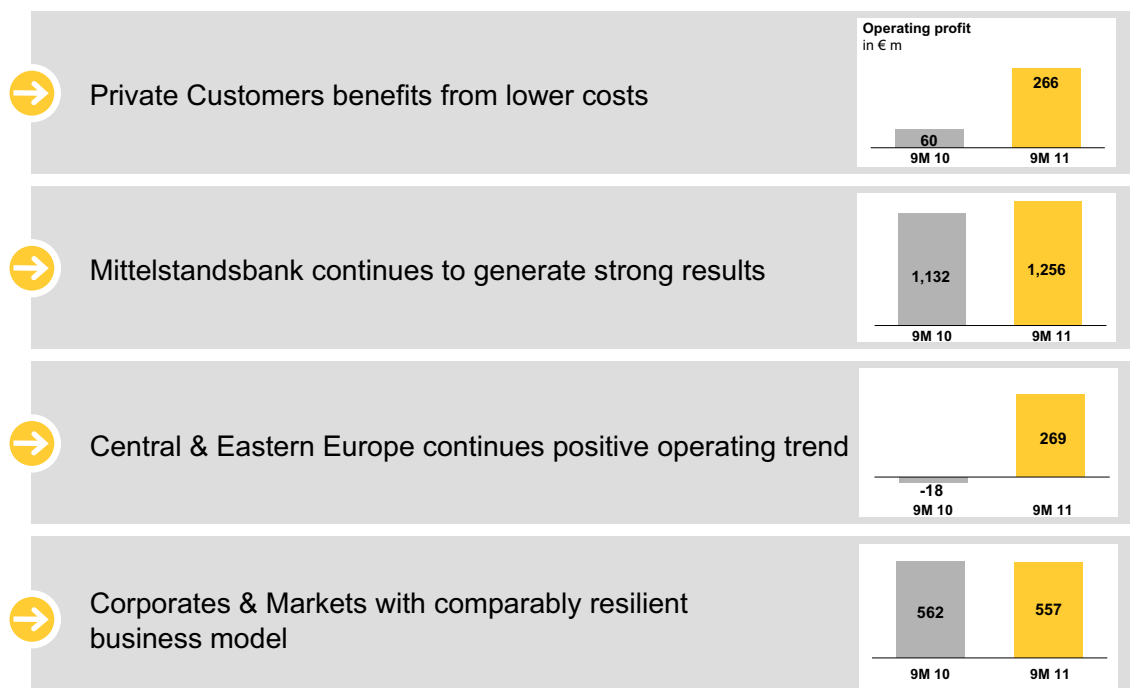 Operating profit
in € m
Private Customers benefits from lower costs
266
60
9M 10 9M 11
Mittelstandsbank continues to generate strong results
1,132 1,256
9M 10 9M 11
Central & Eastern Europe continues positive operating trend
269
-18
9M 10 9M 11
Corporates & Markets with comparably resilient
business model
562 557
9M 10 9M 11